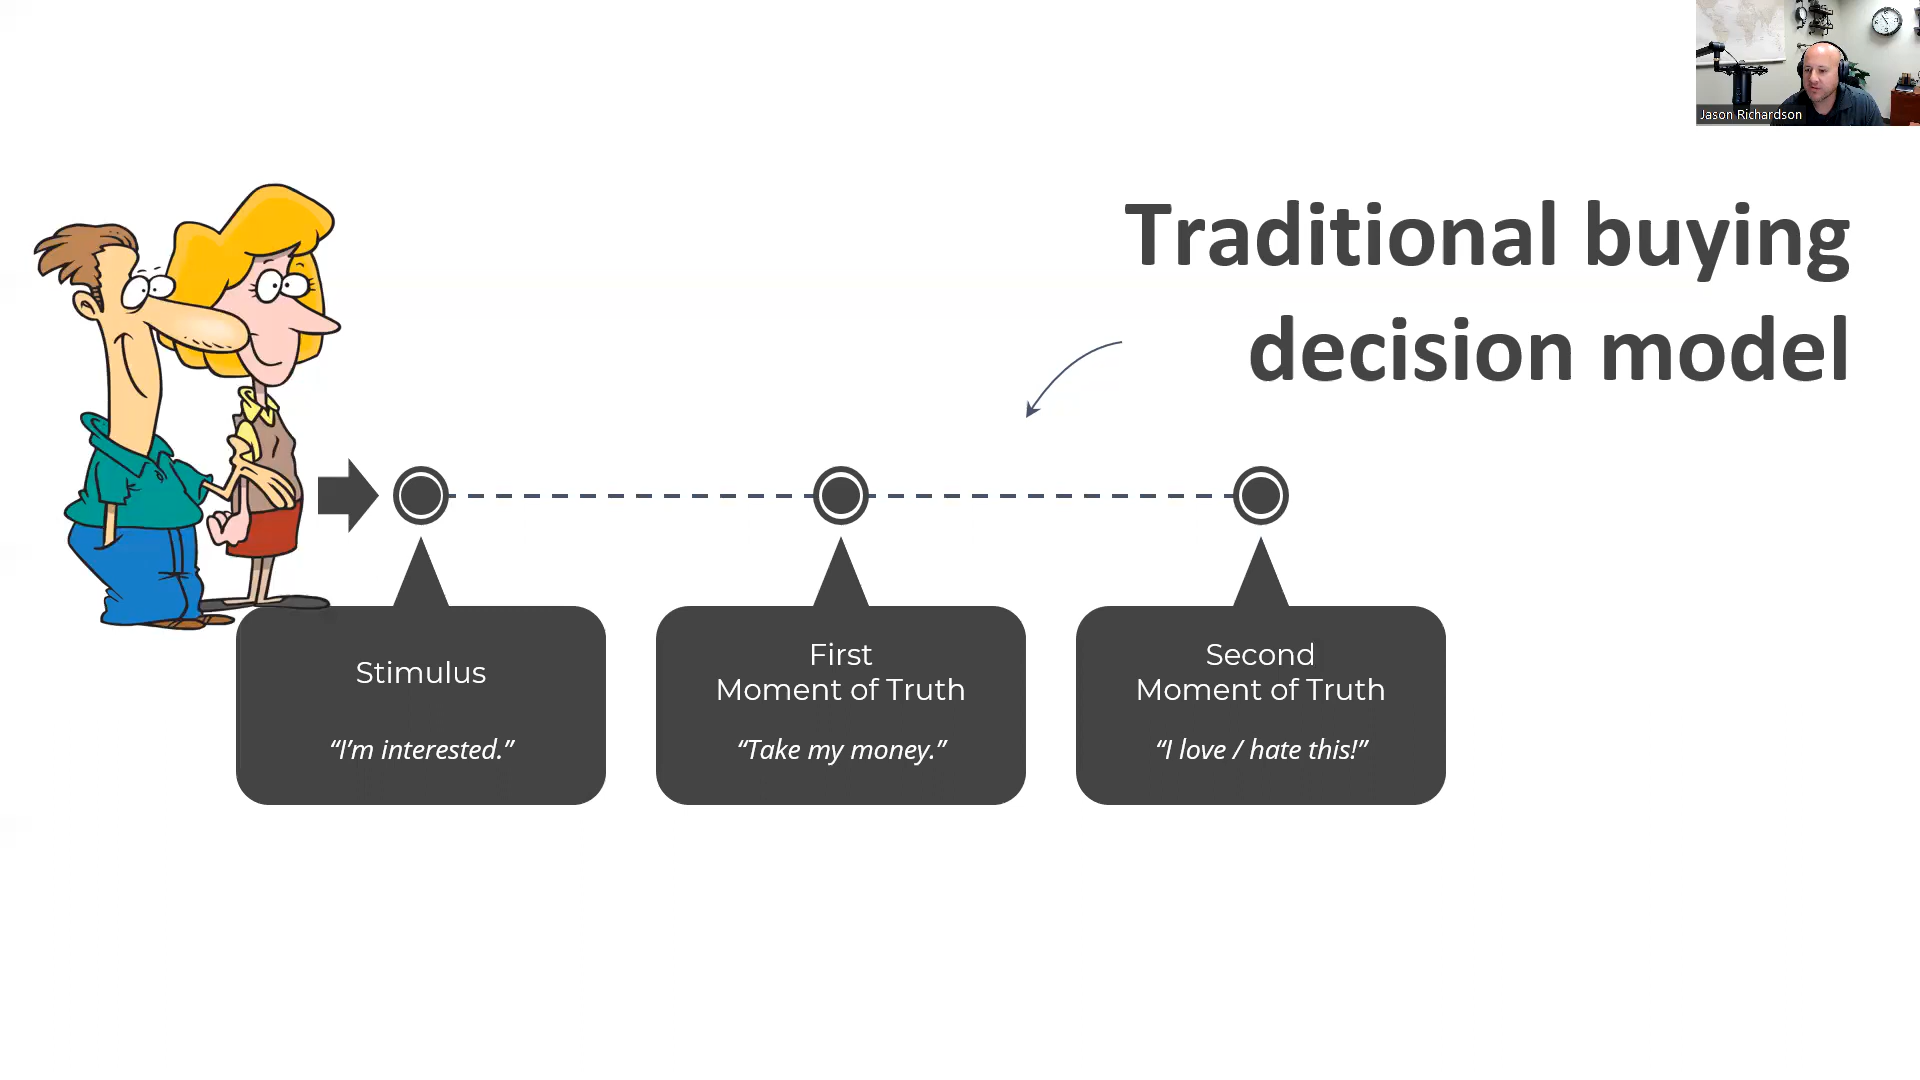 Jason Richardson
Traditional buying
decision model
Stimulus
“I’m interested.”
First
Moment of Truth
“Take my money.”
Second
Moment of Truth
“I love / hate this!”